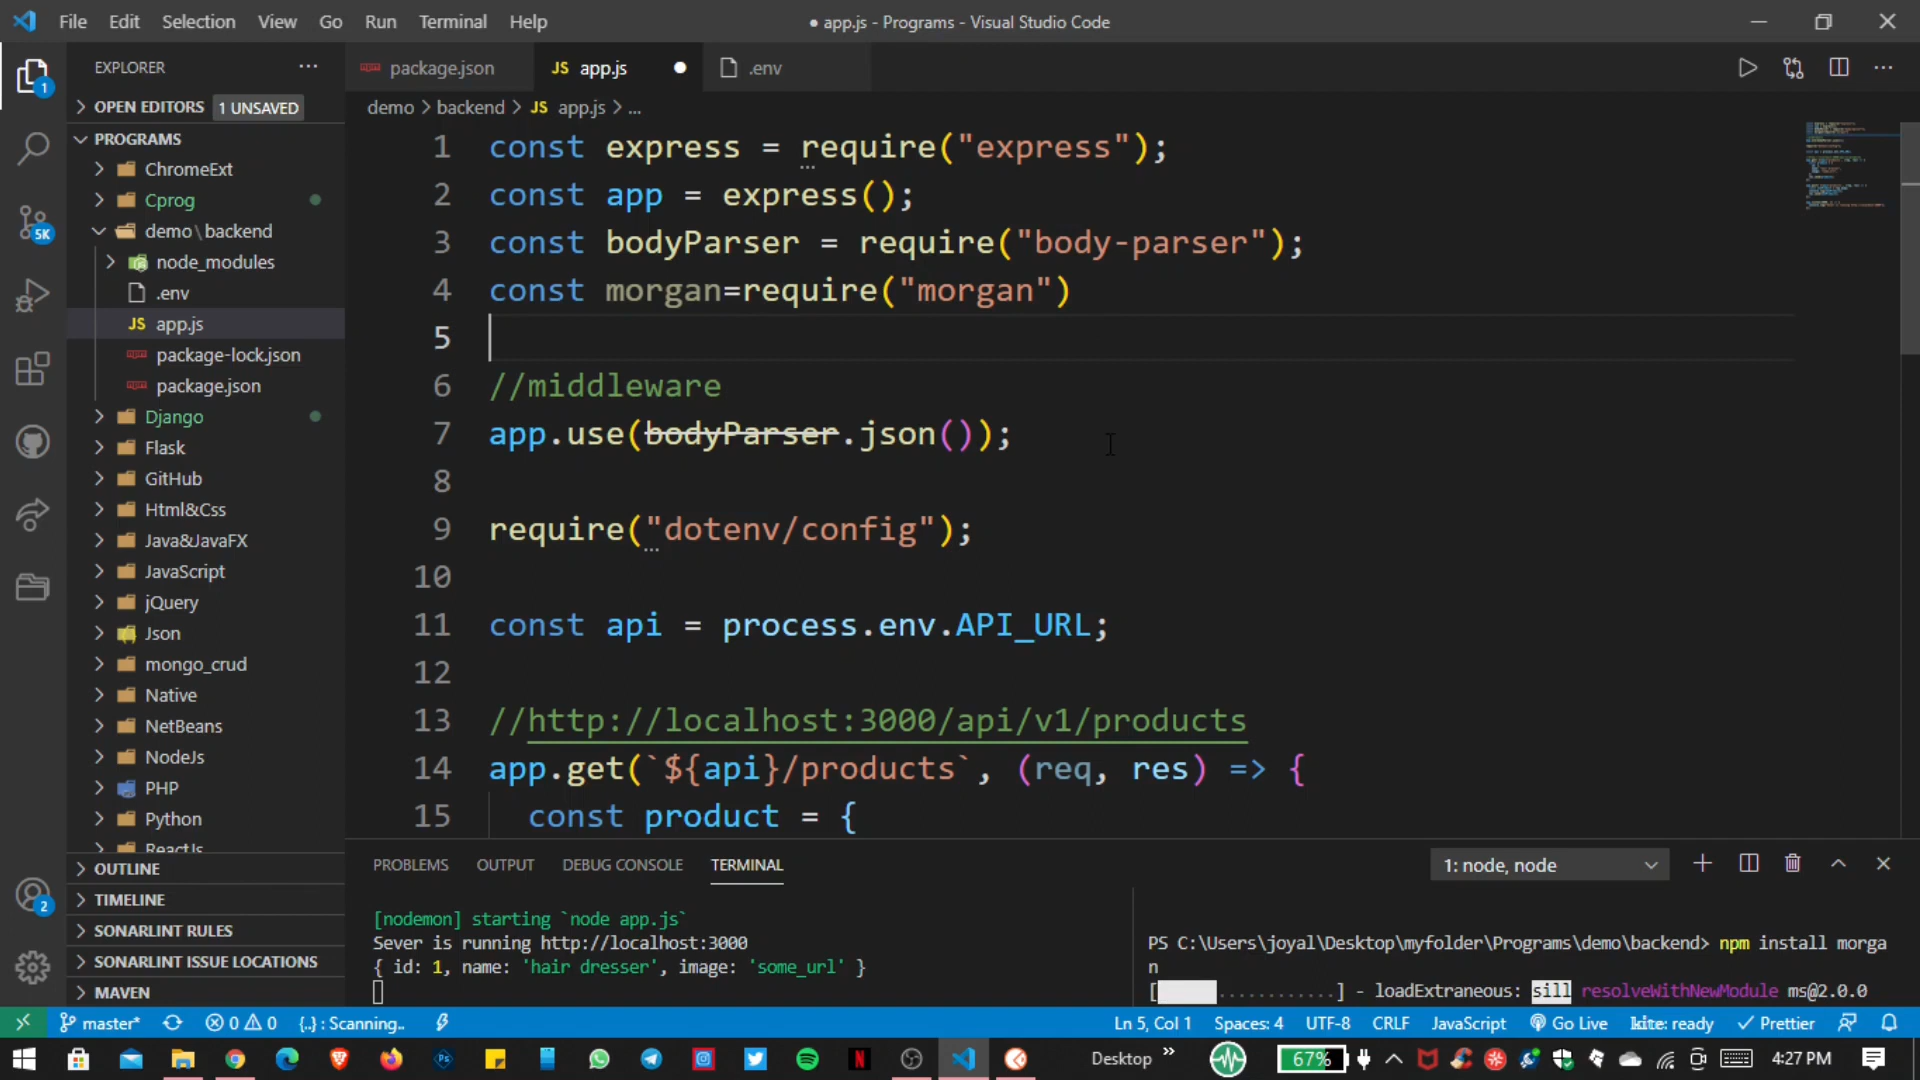 File Edit Selection View Go Run Terminal Help
● app.js - Programs - Visual Studio Code
EXPLORER
package.json
JS app.js
.env
OPEN EDITORS 1 UNSAVED
demo > backend > JS app.js > ...
PROGRAMS
ChromeExt
Cprog
demo\backend
node_modules
.env
JS app.js
package-lock.json
package.json
Django
Flask
GitHub
Html&Css
Java&JavaFX
JavaScript
jQuery
Json
mongo_crud
Native
NetBeans
NodeJs
PHP
Python
ReactJs
OUTLINE
TIMELINE
SONARLINT RULES
SONARLINT ISSUE LOCATIONS
MAVEN
1
5K
2
1 const express = require("express");
2 const app = express();
3 const bodyParser = require("body-parser");
4 const morgan=require("morgan")
5
6 //middleware
7 app.use(bodyParser.json());
8
9 require("dotenv/config");
10
11 const api = process.env.API_URL;
12
13 //http://localhost:3000/api/v1/products
14 app.get(`${api}/products`, (req, res) => {
15 const product = {
PROBLEMS OUTPUT DEBUG CONSOLE TERMINAL
1: node, node
[nodemon] starting `node app.js`
Sever is running http://localhost:3000
{ id: 1, name: 'hair dresser', image: 'some_url' }
PS C:\Users\joyal\Desktop\myfolder\Programs\demo\backend> npm install morga
n
[ ............] - loadExtraneous: sill resolveWithNewModule ms@2.0.0
master* 0 0 {..} : Scanning..
Ln 5, Col 1 Spaces: 4 UTF-8 CRLF JavaScript Go Live kite: ready Prettier
Desktop » 67% 4:27 PM